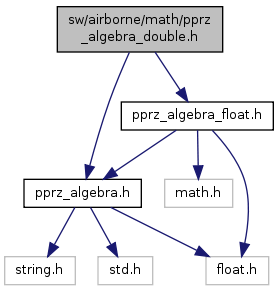 sw/airborne/math/pprz
_algebra_double.h
pprz_algebra_float.h
pprz_algebra.h
math.h
string.h
std.h
float.h